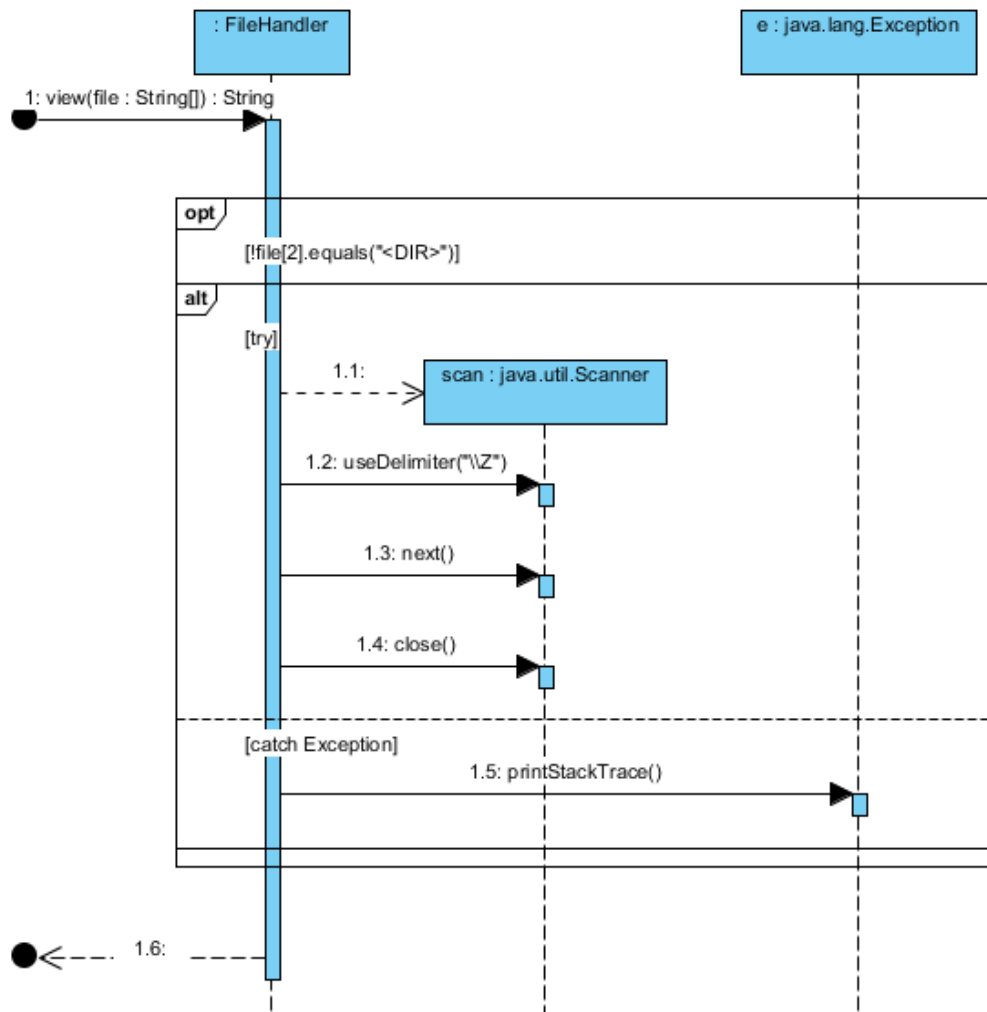 : FileHandler
e : java.lang.Exception
1: view(file : String[]) : String
opt
[!file[2].equals("<DIR>")]
alt
[try]
1.1:
scan : java.util.Scanner
1.2: useDelimiter("\\Z")
1.3: next()
1.4: close()
[catch Exception]
1.5: printStackTrace()
1.6: